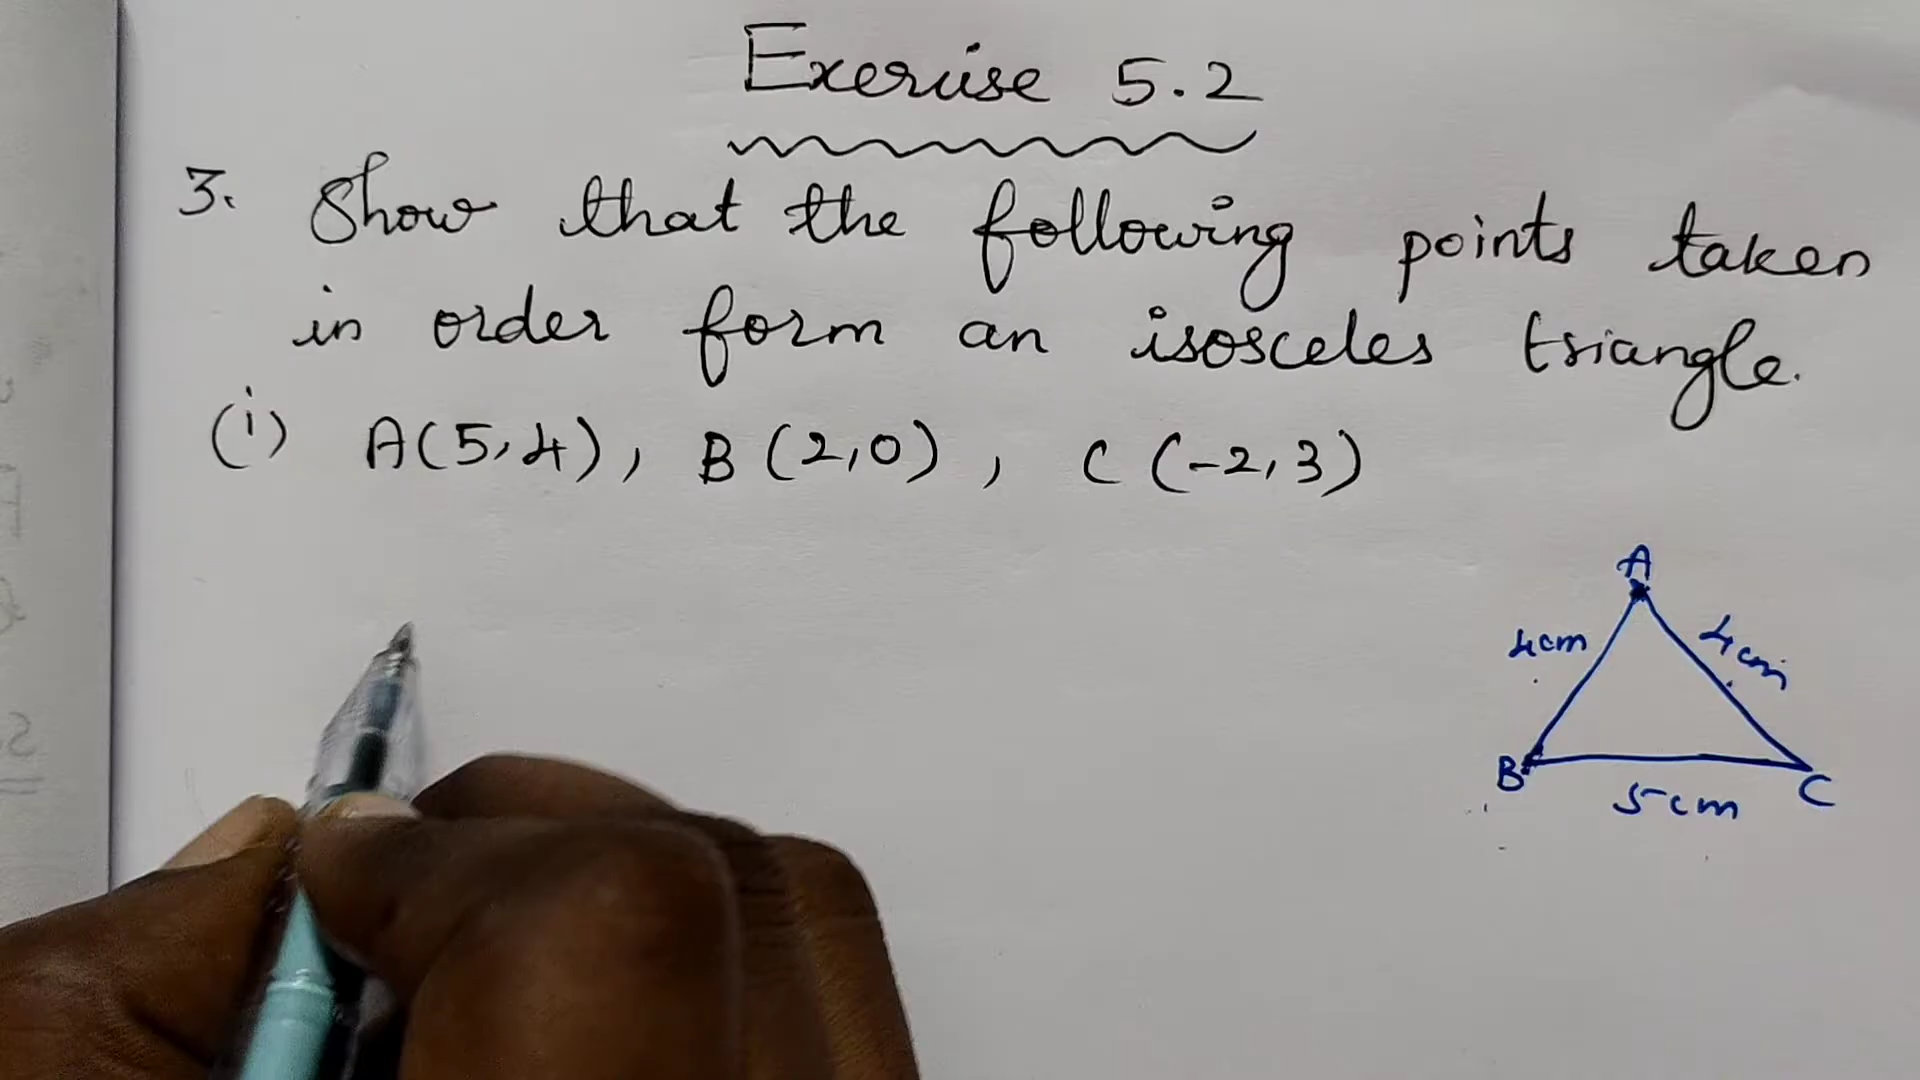 Exercise 5.2
3. Show that the following points taken
in order form an isosceles triangle.
(i) A(5,4), B(2,0), C(-2,3)
A
4cm
4cm
B
C
5cm